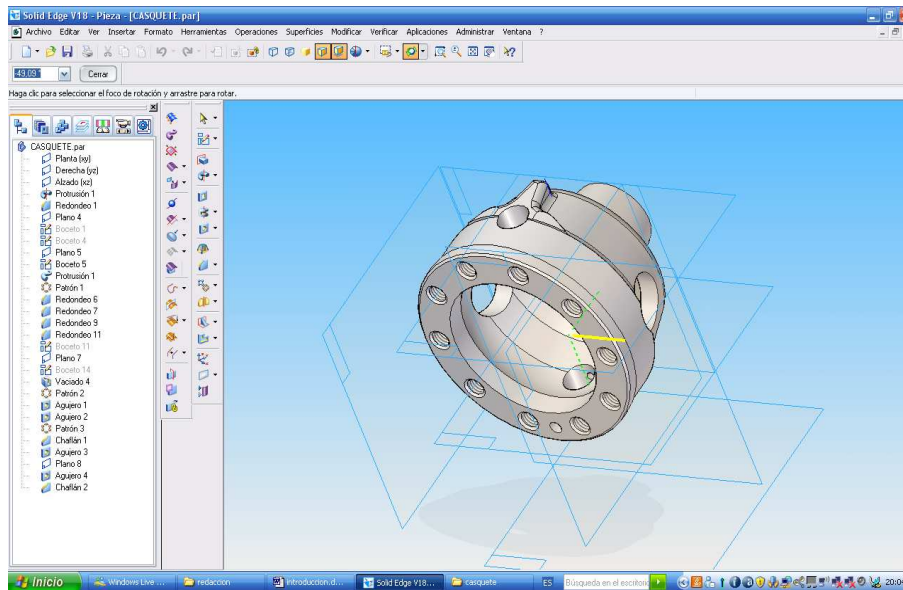 Solid Edge V18 - Pieza - [CASQUETE.par]
Archivo Editar Ver Insertar Formato Herramientas Operaciones Superficies Modificar Verificar Aplicaciones Administrar Ventana ?
-49,09° Cerrar
Haga clic para seleccionar el foco de rotación y arrastre para rotar.
CASQUETE.par
Planta (xy)
Derecha (yz)
Alzado (xz)
Protrusión 1
Redondeo 1
Plano 4
Boceto 1
Boceto 4
Plano 5
Boceto 5
Protrusión 1
Patrón 1
Redondeo 6
Redondeo 7
Redondeo 9
Redondeo 11
Boceto 11
Plano 7
Boceto 14
Vaciado 4
Patrón 2
Agujero 1
Agujero 2
Patrón 3
Chaflán 1
Agujero 3
Plano 8
Agujero 4
Chaflán 2
Inicio Windows Live ... redaccion introduccion.d... Solid Edge V18... casquete ES Búsqueda en el escritorio 20:04